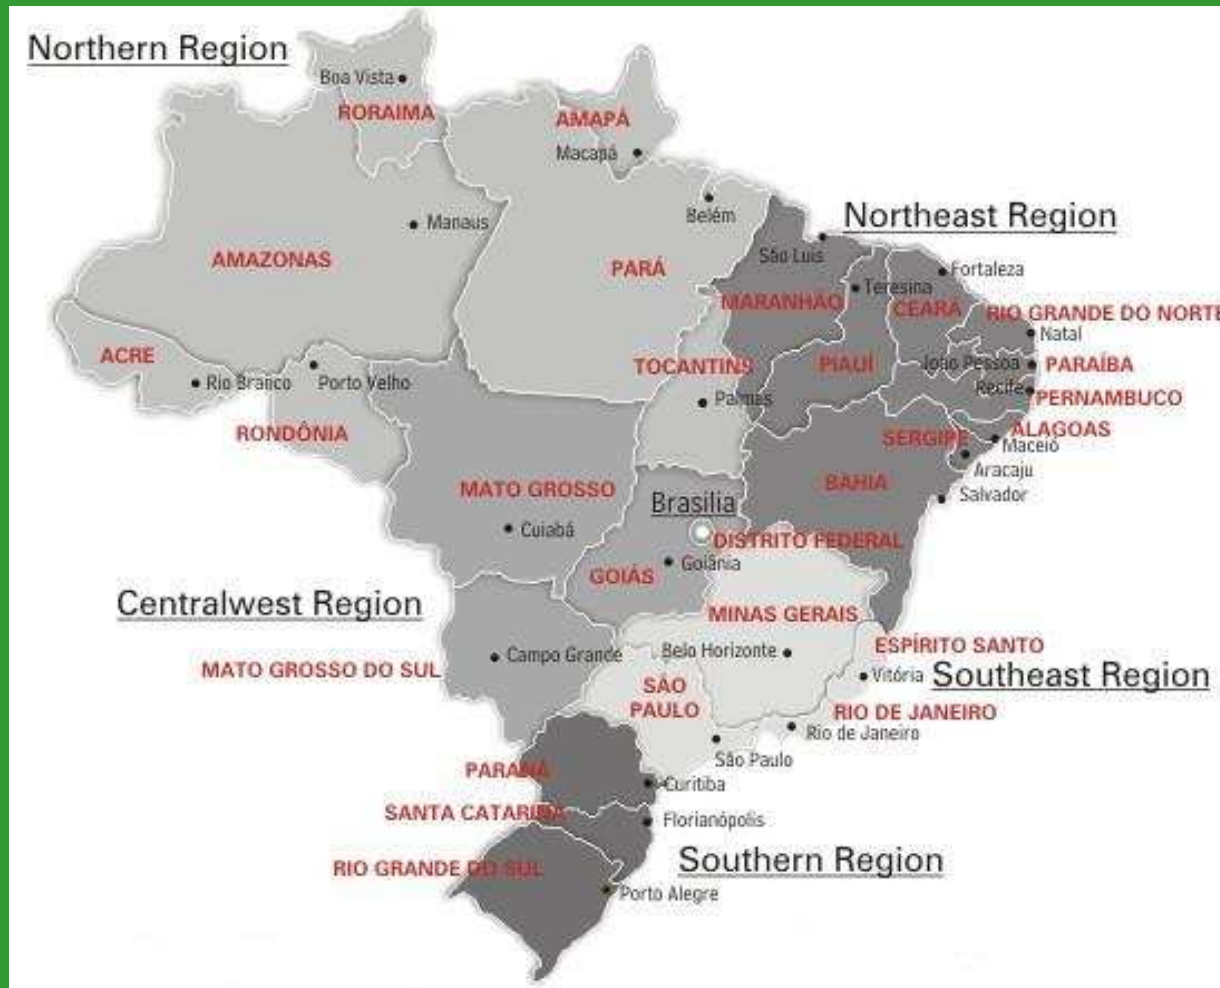 Northern Region
Boa Vista
RORAIMA
AMAPÁ
Macapá
Belém
Northeast Region
Manaus
São Luís
AMAZONAS
PARÁ
Fortaleza
Teresina
MARANHÃO
CEARÁ
RIO GRANDE DO NORTE
Natal
ACRE
TOCANTINS
PIAUÍ
João Pessoa
PARAÍBA
Rio Branco
Porto Velho
Recife
PERNAMBUCO
Palmas
RONDÔNIA
SERGIPE
ALAGOAS
Maceió
Aracaju
MATO GROSSO
BAHIA
Salvador
Brasilia
Cuiabá
DISTRITO FEDERAL
Goiânia
GOIÁS
Centralwest Region
MINAS GERAIS
ESPÍRITO SANTO
Belo Horizonte
Campo Grande
MATO GROSSO DO SUL
Vitória
Southeast Region
SÃO
PAULO
RIO DE JANEIRO
Rio de Janeiro
São Paulo
PARANÁ
Curitiba
SANTA CATARINA
Florianópolis
Southern Region
RIO GRANDE DO SUL
Porto Alegre